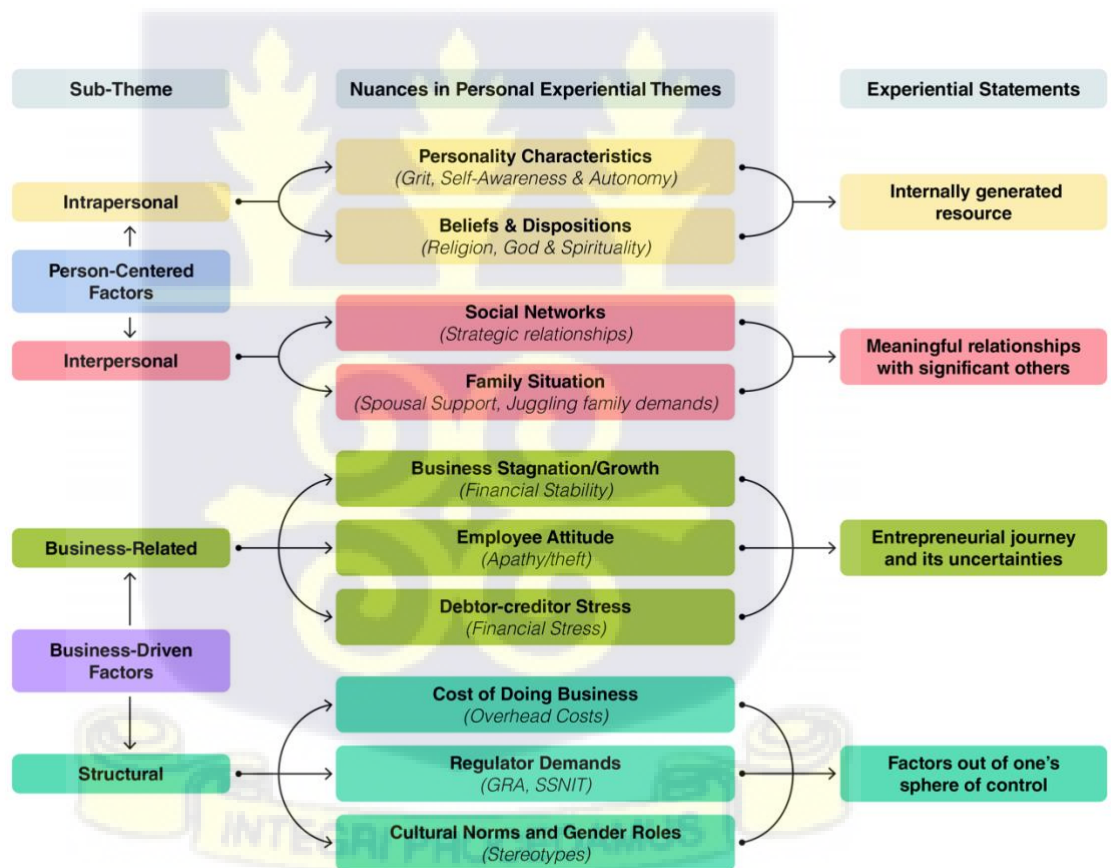 Sub-Theme
Nuances in Personal Experiential Themes
Experiential Statements
Personality Characteristics
(Grit, Self-Awareness & Autonomy)
Intrapersonal
Internally generated
resource
Beliefs & Dispositions
(Religion, God & Spirituality)
Person-Centered
Factors
Social Networks
(Strategic relationships)
Interpersonal
Meaningful relationships
with significant others
Family Situation
(Spousal Support, Juggling family demands)
Business Stagnation/Growth
(Financial Stability)
Business-Related
Employee Attitude
(Apathy/theft)
Entrepreneurial journey
and its uncertainties
Debtor-creditor Stress
(Financial Stress)
Business-Driven
Factors
Cost of Doing Business
(Overhead Costs)
Structural
Regulator Demands
(GRA, SSNIT)
Factors out of one's
sphere of control
Cultural Norms and Gender Roles
(Stereotypes)
INTEGRI PROCEDAMUS